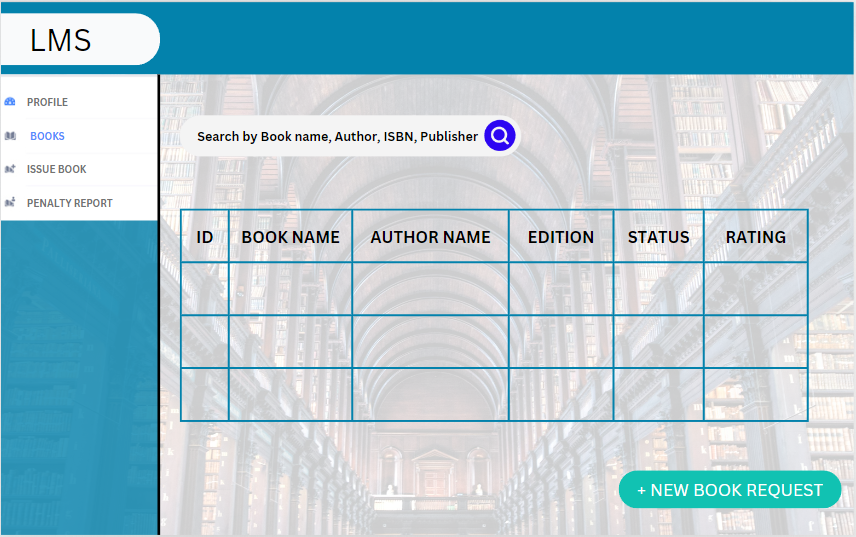 LMS
PROFILE
BOOKS
ISSUE BOOK
PENALTY REPORT
Search by Book name, Author, ISBN, Publisher
ID BOOK NAME AUTHOR NAME EDITION STATUS RATING
+ NEW BOOK REQUEST